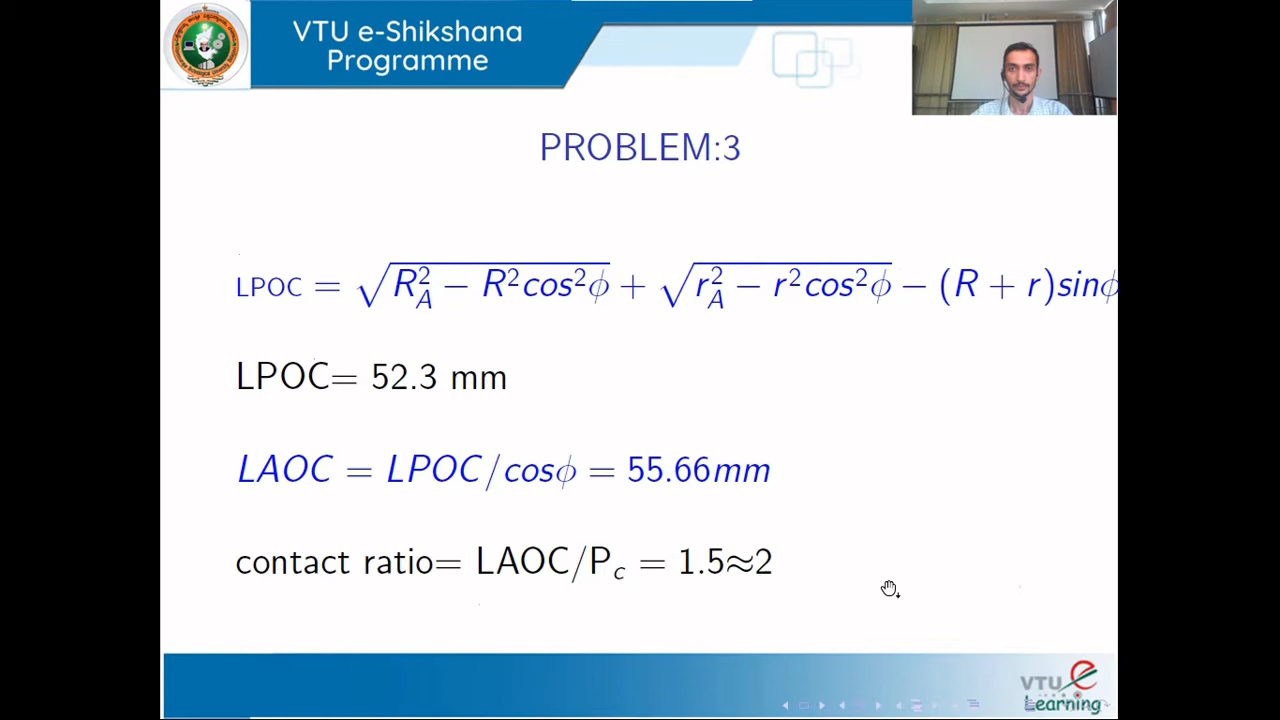 VTU e-Shikshana
Programme
PROBLEM:3
LPOC = √(R_A² − R²cos²ϕ) + √(r_A² − r²cos²ϕ) − (R + r)sinϕ
LPOC= 52.3 mm
LAOC = LPOC/cosϕ = 55.66mm
contact ratio= LAOC/P_c = 1.5≈2
VTU e
Learning